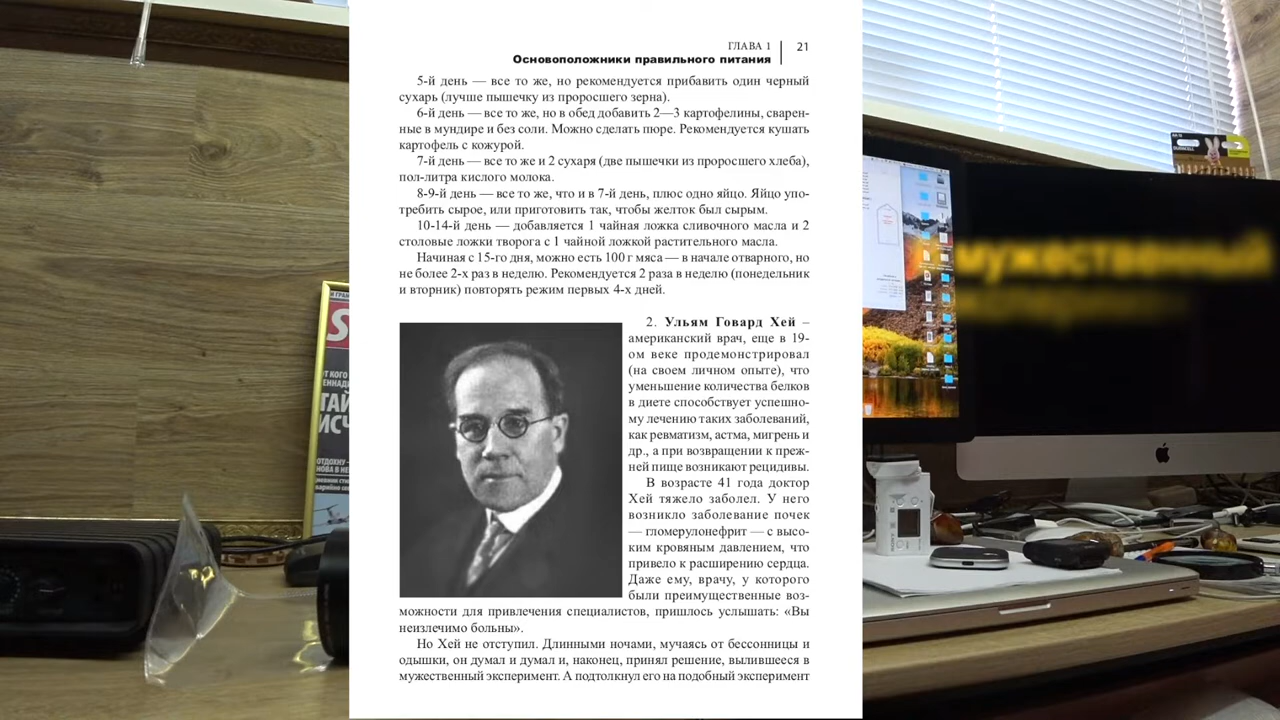 ГЛАВА 1
21
Основоположники правильного питания
5-й день — все то же, но рекомендуется прибавить один черный
сухарь (лучше пышечку из проросшего зерна).
6-й день — все то же, но в обед добавить 2—3 картофелины, сварен-
ные в мундире и без соли. Можно сделать пюре. Рекомендуется кушать
картофель с кожурой.
7-й день — все то же и 2 сухаря (две пышечки из проросшего хлеба),
пол-литра кислого молока.
8-9-й день — все то же, что и в 7-й день, плюс одно яйцо. Яйцо упо-
требить сырое, или приготовить так, чтобы желток был сырым.
10-14-й день — добавляется 1 чайная ложка сливочного масла и 2
столовые ложки творога с 1 чайной ложкой растительного масла.
Начиная с 15-го дня, можно есть 100 г мяса — в начале отварного, но
не более 2-х раз в неделю. Рекомендуется 2 раза в неделю (понедельник
и вторник) повторять режим первых 4-х дней.
2. Ульям Говард Хей –
американский врач, еще в 19-
ом веке продемонстрировал
(на своем личном опыте), что
уменьшение количества белков
в диете способствует успешно-
му лечению таких заболеваний,
как ревматизм, астма, мигрень и
др., а при возвращении к преж-
ней пище возникают рецидивы.
В возрасте 41 года доктор
Хей тяжело заболел. У него
возникло заболевание почек
— гломерулонефрит — с высо-
ким кровяным давлением, что
привело к расширению сердца.
Даже ему, врачу, у которого
были преимущественные воз-
можности для привлечения специалистов, пришлось услышать: «Вы
неизлечимо больны».
Но Хей не отступил. Длинными ночами, мучаясь от бессонницы и
одышки, он думал и думал и, наконец, принял решение, вылившееся в
мужественный эксперимент. А подтолкнул его на подобный эксперимент
мужественный